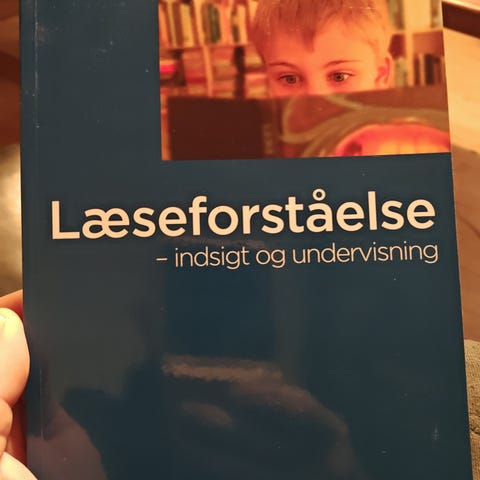 Læseforståelse
– indsigt og undervisning